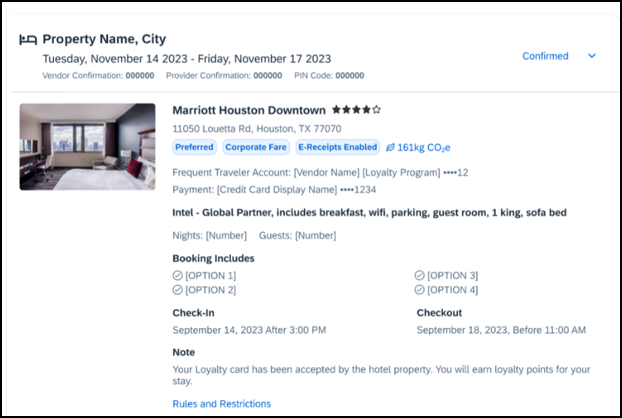 Property Name, City
Tuesday, November 14 2023 - Friday, November 17 2023
Confirmed
Vendor Confirmation: 000000 Provider Confirmation: 000000 PIN Code: 000000
Marriott Houston Downtown ★★★★☆
11050 Louetta Rd, Houston, TX 77070
Preferred Corporate Fare E-Receipts Enabled 161kg CO₂e
Frequent Traveler Account: [Vendor Name] [Loyalty Program] ••••12
Payment: [Credit Card Display Name] ••••1234
Intel - Global Partner, includes breakfast, wifi, parking, guest room, 1 king, sofa bed
Nights: [Number] Guests: [Number]
Booking Includes
[OPTION 1] [OPTION 3]
[OPTION 2] [OPTION 4]
Check-In Checkout
September 14, 2023 After 3:00 PM September 18, 2023, Before 11:00 AM
Note
Your Loyalty card has been accepted by the hotel property. You will earn loyalty points for your
stay.
Rules and Restrictions